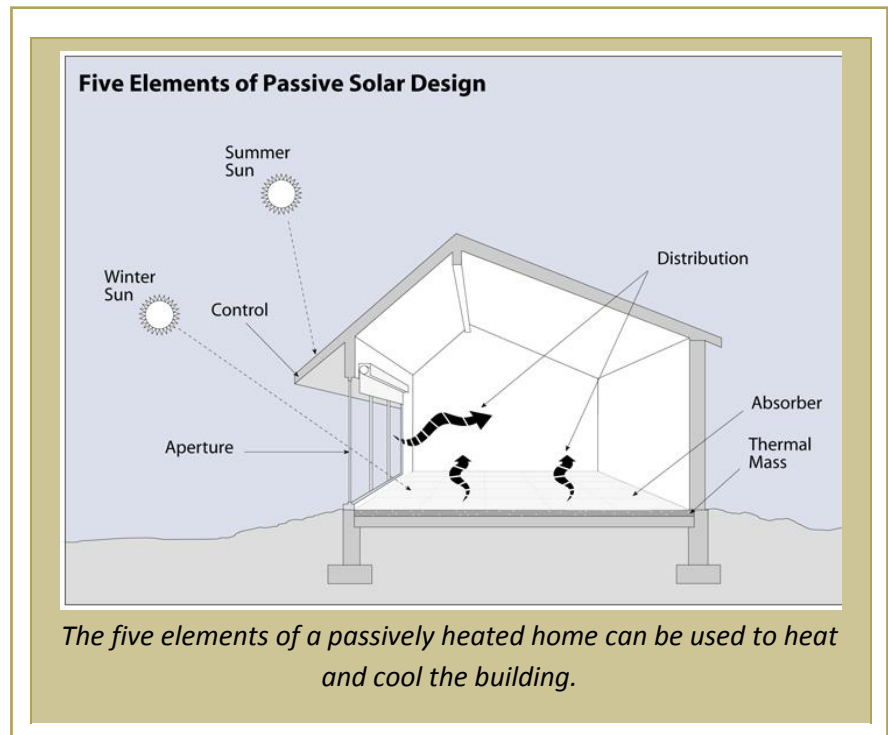 Five Elements of Passive Solar Design
Summer
Sun
Winter
Sun
Control
Distribution
Aperture
Absorber
Thermal
Mass
The five elements of a passively heated home can be used to heat
and cool the building.